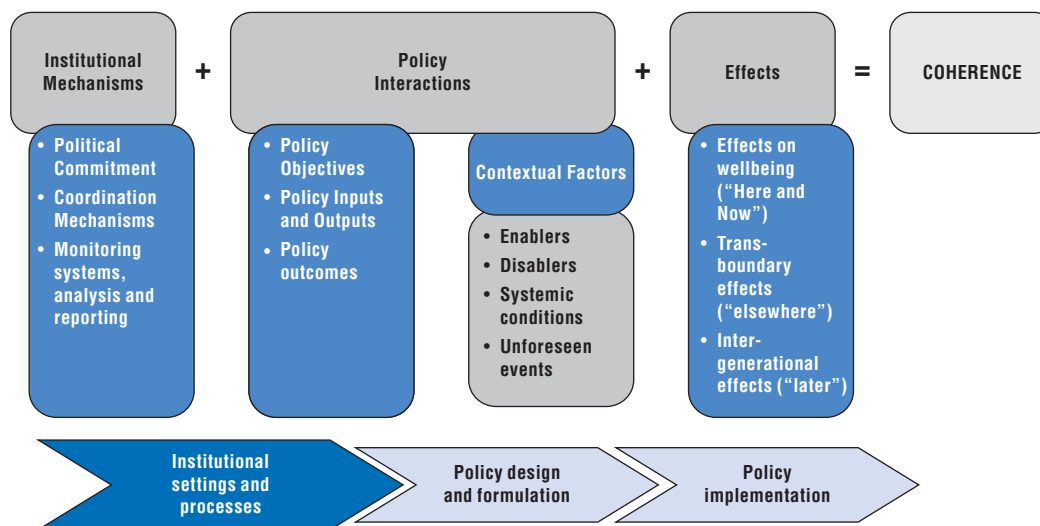 Institutional
Mechanisms
+
Policy
Interactions
+
Effects
=
COHERENCE
• Political
Commitment
• Coordination
Mechanisms
• Monitoring
systems,
analysis and
reporting
• Policy
Objectives
• Policy Inputs
and Outputs
• Policy
outcomes
Contextual Factors
• Enablers
• Disablers
• Systemic
conditions
• Unforeseen
events
• Effects on
wellbeing
(“Here and
Now”)
• Trans-
boundary
effects
(“elsewhere”)
• Inter-
generational
effects (“later”)
Institutional
settings and
processes
Policy design
and formulation
Policy
implementation